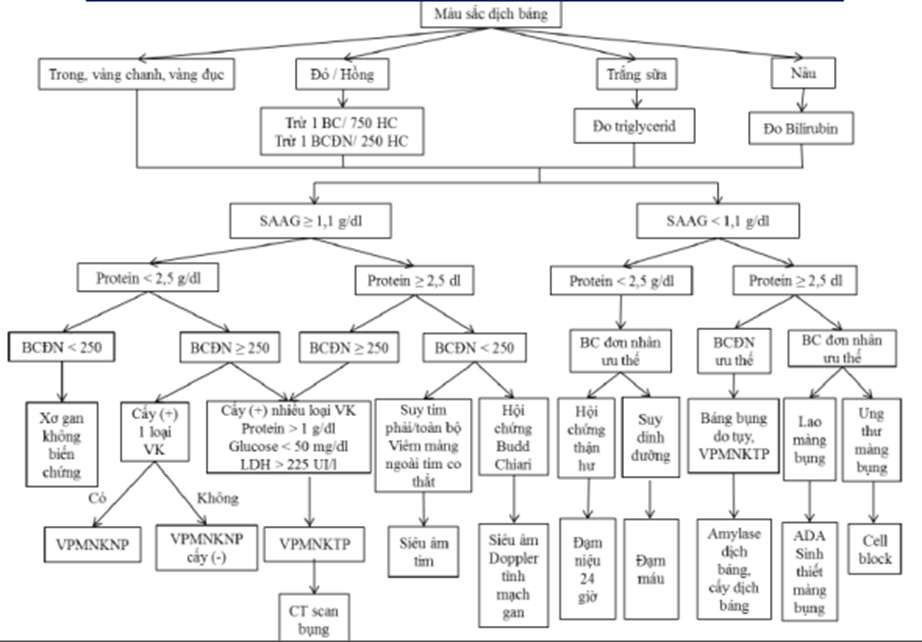 Màu sắc dịch báng
Trong, vàng chanh, vàng đục
Đỏ / Hồng
Trắng sữa
Nâu
Trừ 1 BC/ 750 HC
Trừ 1 BCĐN/ 250 HC
Đo triglycerid
Đo Bilirubin
SAAG ≥ 1,1 g/dl
SAAG < 1,1 g/dl
Protein < 2,5 g/dl
Protein ≥ 2,5 dl
Protein < 2,5 g/dl
Protein ≥ 2,5 dl
BCĐN < 250
BCĐN ≥ 250
BCĐN ≥ 250
BCĐN < 250
BC đơn nhân
ưu thế
BCĐN
ưu thế
BC đơn nhân
ưu thế
Xơ gan
không
biến
chứng
Cấy (+)
1 loại
VK
Cấy (+) nhiều loại VK
Protein > 1 g/dl
Glucose < 50 mg/dl
LDH > 225 UI/l
Suy tim
phải/toàn bộ
Viêm màng
ngoài tim co
thắt
Hội
chứng
Budd
Chiari
Hội
chứng
thận
hư
Suy
dinh
dưỡng
Báng bụng
do tụy,
VPMNKTP
Lao
màng
bụng
Ung
thư
màng
bụng
Có
Không
VPMNKNP
VPMNKNP
cấy (-)
VPMNKTP
Siêu âm
tim
Siêu âm
Doppler
tĩnh
mạch
gan
Đạm
niệu
24
giờ
Đạm
máu
Amylase
dịch
báng,
cấy dịch
báng
ADA
Sinh
thiết
màng
bụng
Cell
block
CT scan
bụng